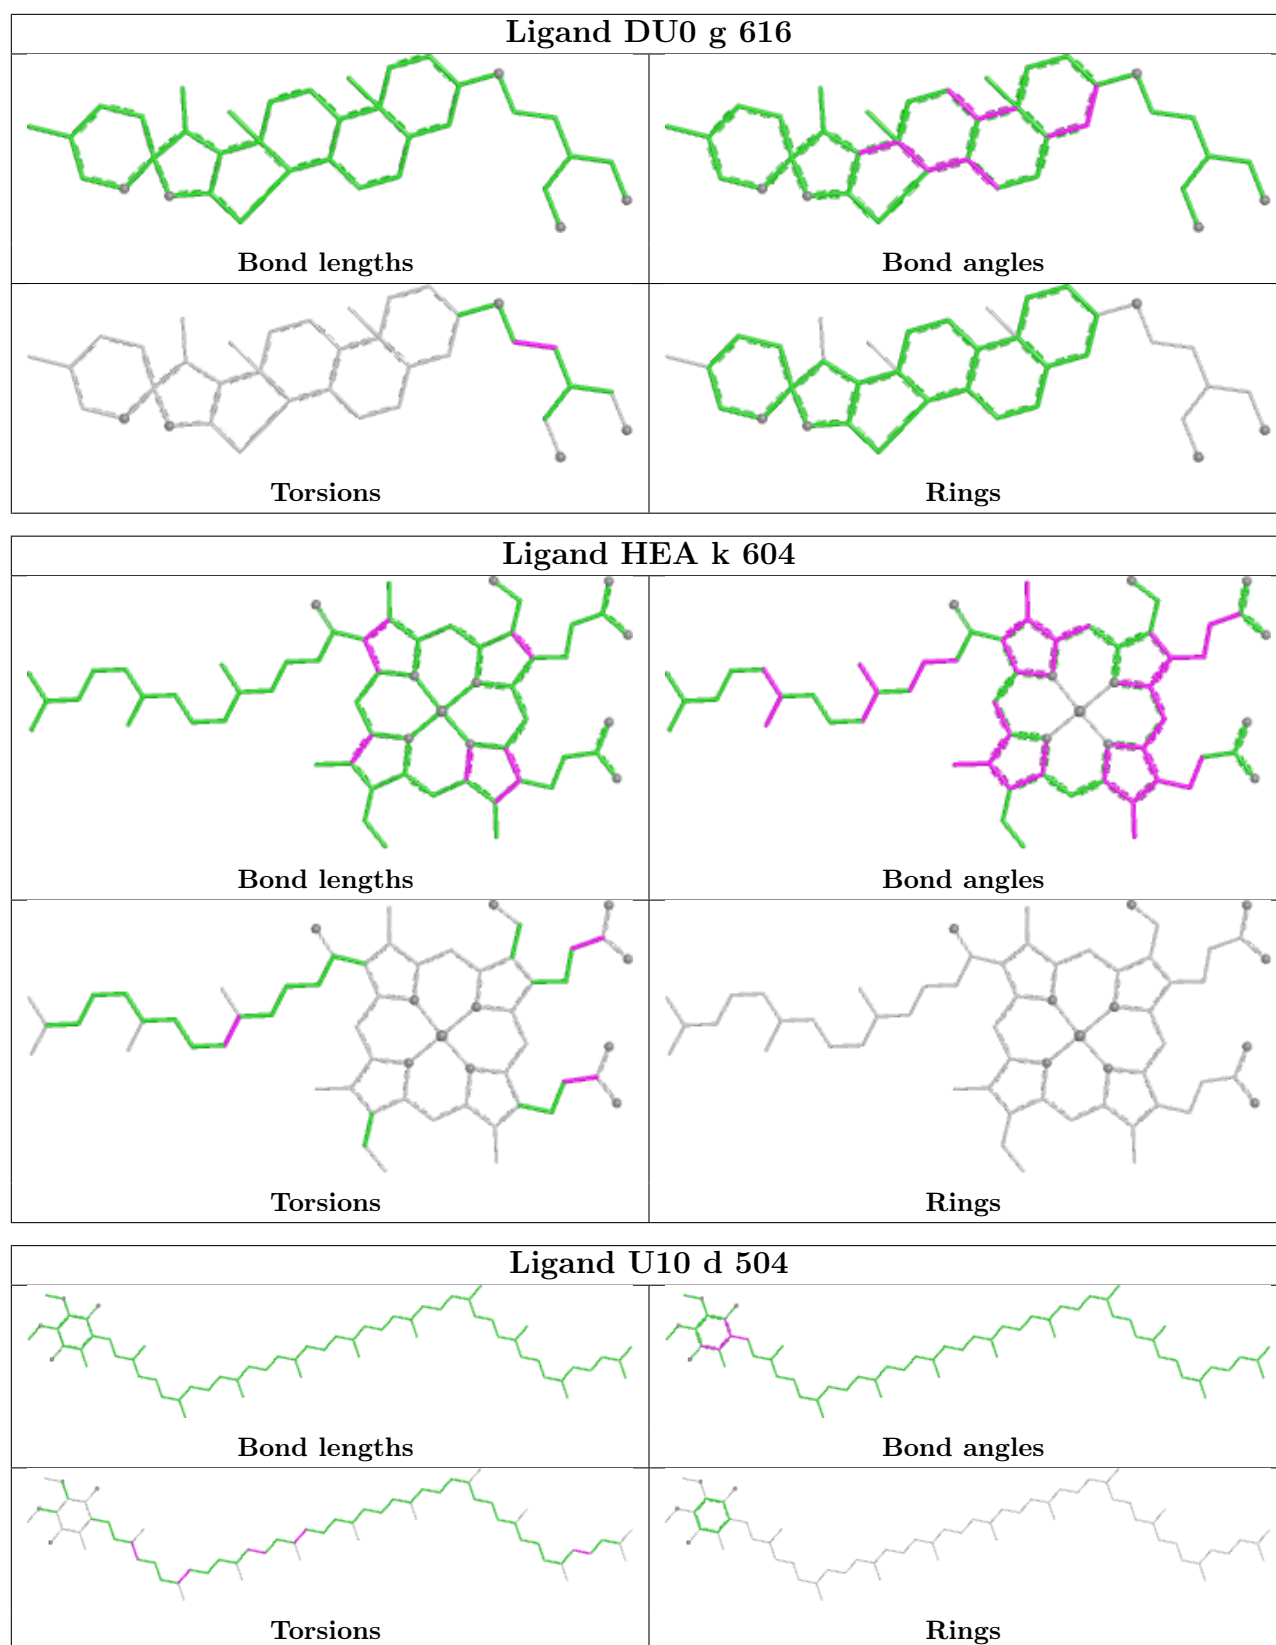 Ligand DU0 g 616
Bond lengths
Bond angles
Torsions
Rings
Ligand HEA k 604
Bond lengths
Bond angles
Torsions
Rings
Ligand U10 d 504
Bond lengths
Bond angles
Torsions
Rings